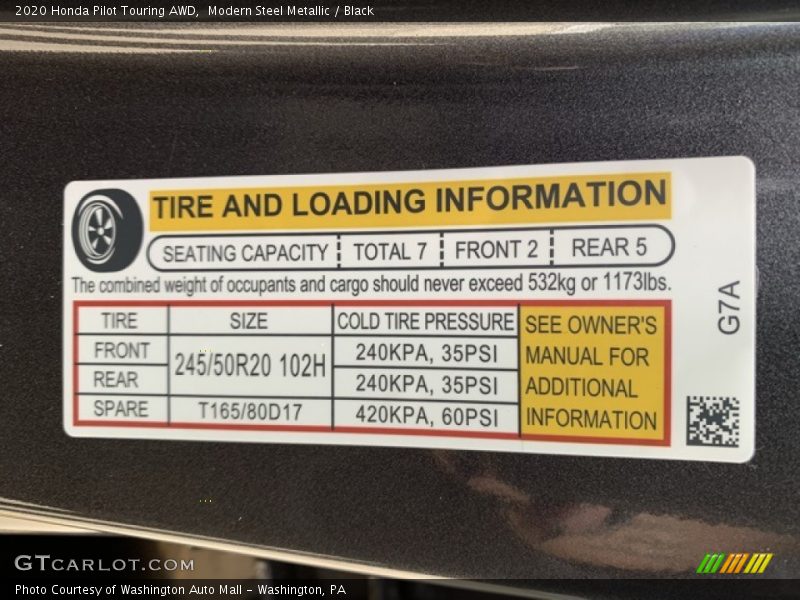 2020 Honda Pilot Touring AWD,  Modern Steel Metallic / Black
TIRE AND LOADING INFORMATION
SEATING CAPACITY TOTAL 7 FRONT 2 REAR 5
The combined weight of occupants and cargo should never exceed 532kg or 1173lbs.
TIRE SIZE COLD TIRE PRESSURE
FRONT 245/50R20 102H 240KPA, 35PSI
REAR 240KPA, 35PSI
SPARE T165/80D17 420KPA, 60PSI
SEE OWNER'S
MANUAL FOR
ADDITIONAL
INFORMATION
G7A
GTCARLOT.COM
Photo Courtesy of Washington Auto Mall - Washington, PA